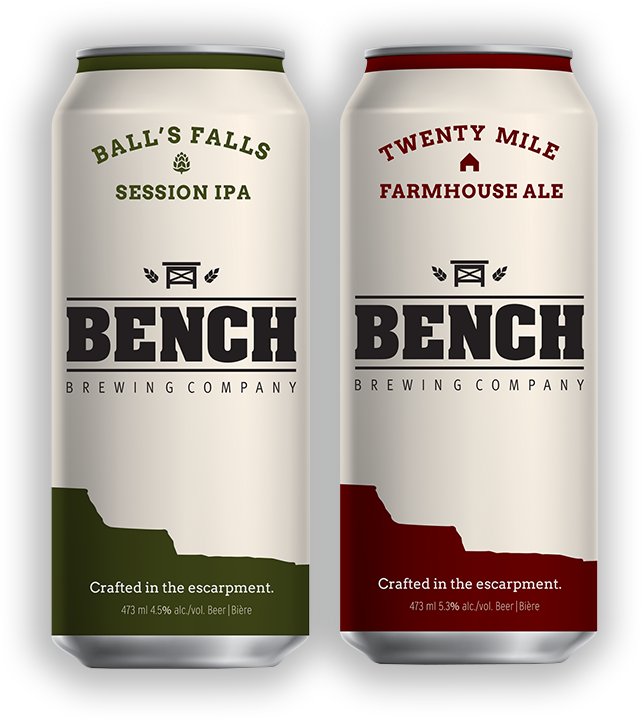 BALL'S FALLS
SESSION IPA
BENCH
BREWING COMPANY
Crafted in the escarpment.
473 ml 4.5% alc./vol. Beer|Bière
TWENTY MILE
FARMHOUSE ALE
BENCH
BREWING COMPANY
Crafted in the escarpment.
473 ml 5.3% alc./vol. Beer|Bière